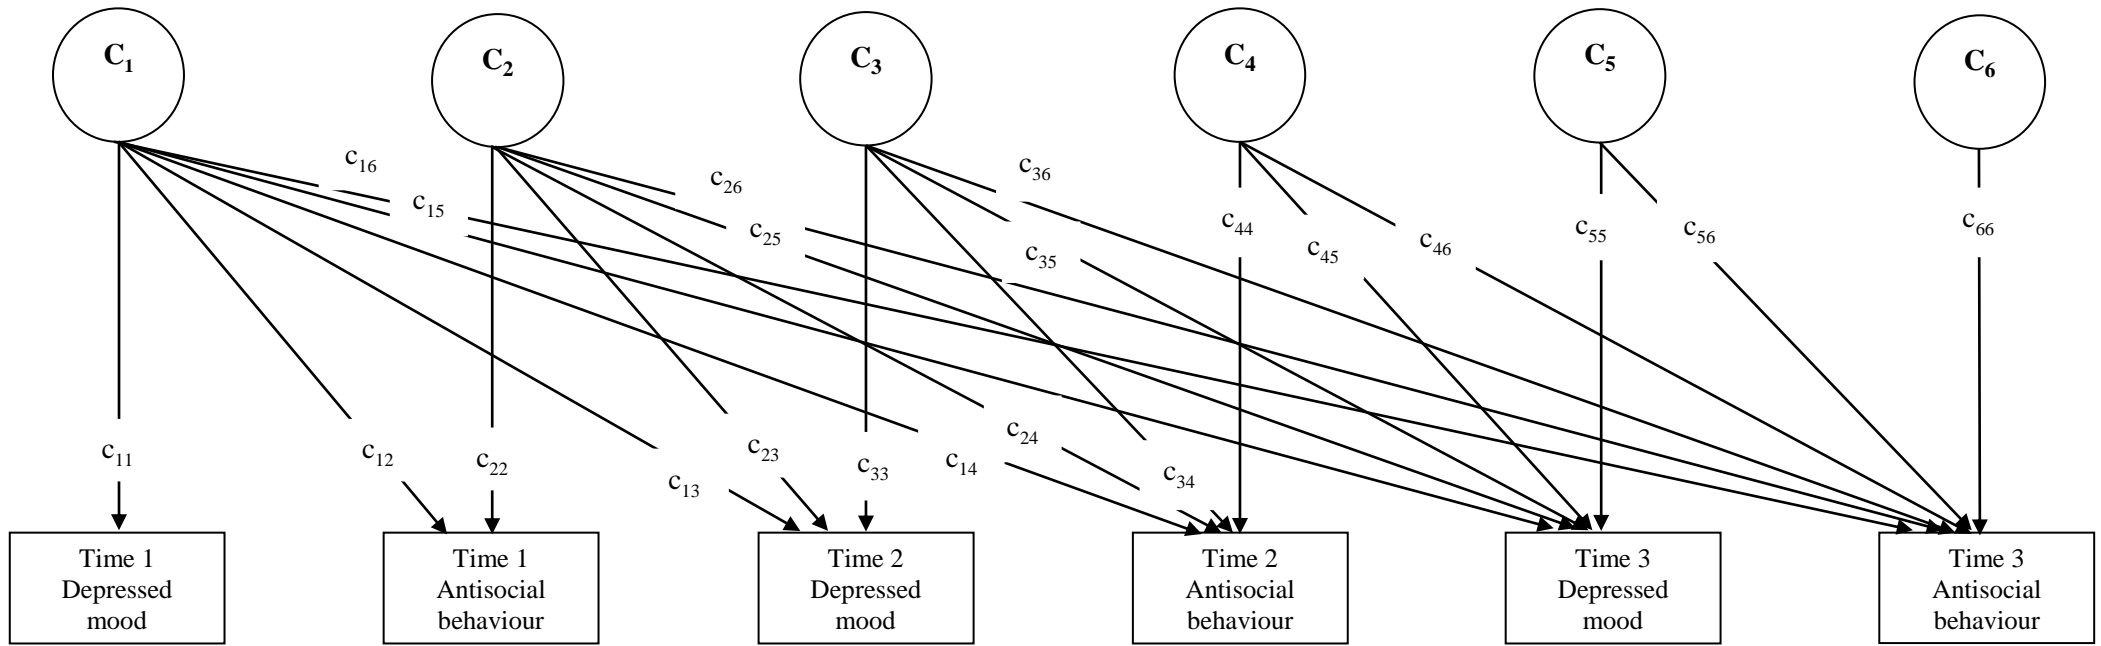 C1
C2
C3
C4
C5
C6
c16
c15
c26
c25
c36
c35
c44
c45
c46
c55
c56
c66
c11
c12
c22
c13
c23
c33
c14
c24
c34
Time 1
Depressed
mood
Time 1
Antisocial
behaviour
Time 2
Depressed
mood
Time 2
Antisocial
behaviour
Time 3
Depressed
mood
Time 3
Antisocial
behaviour